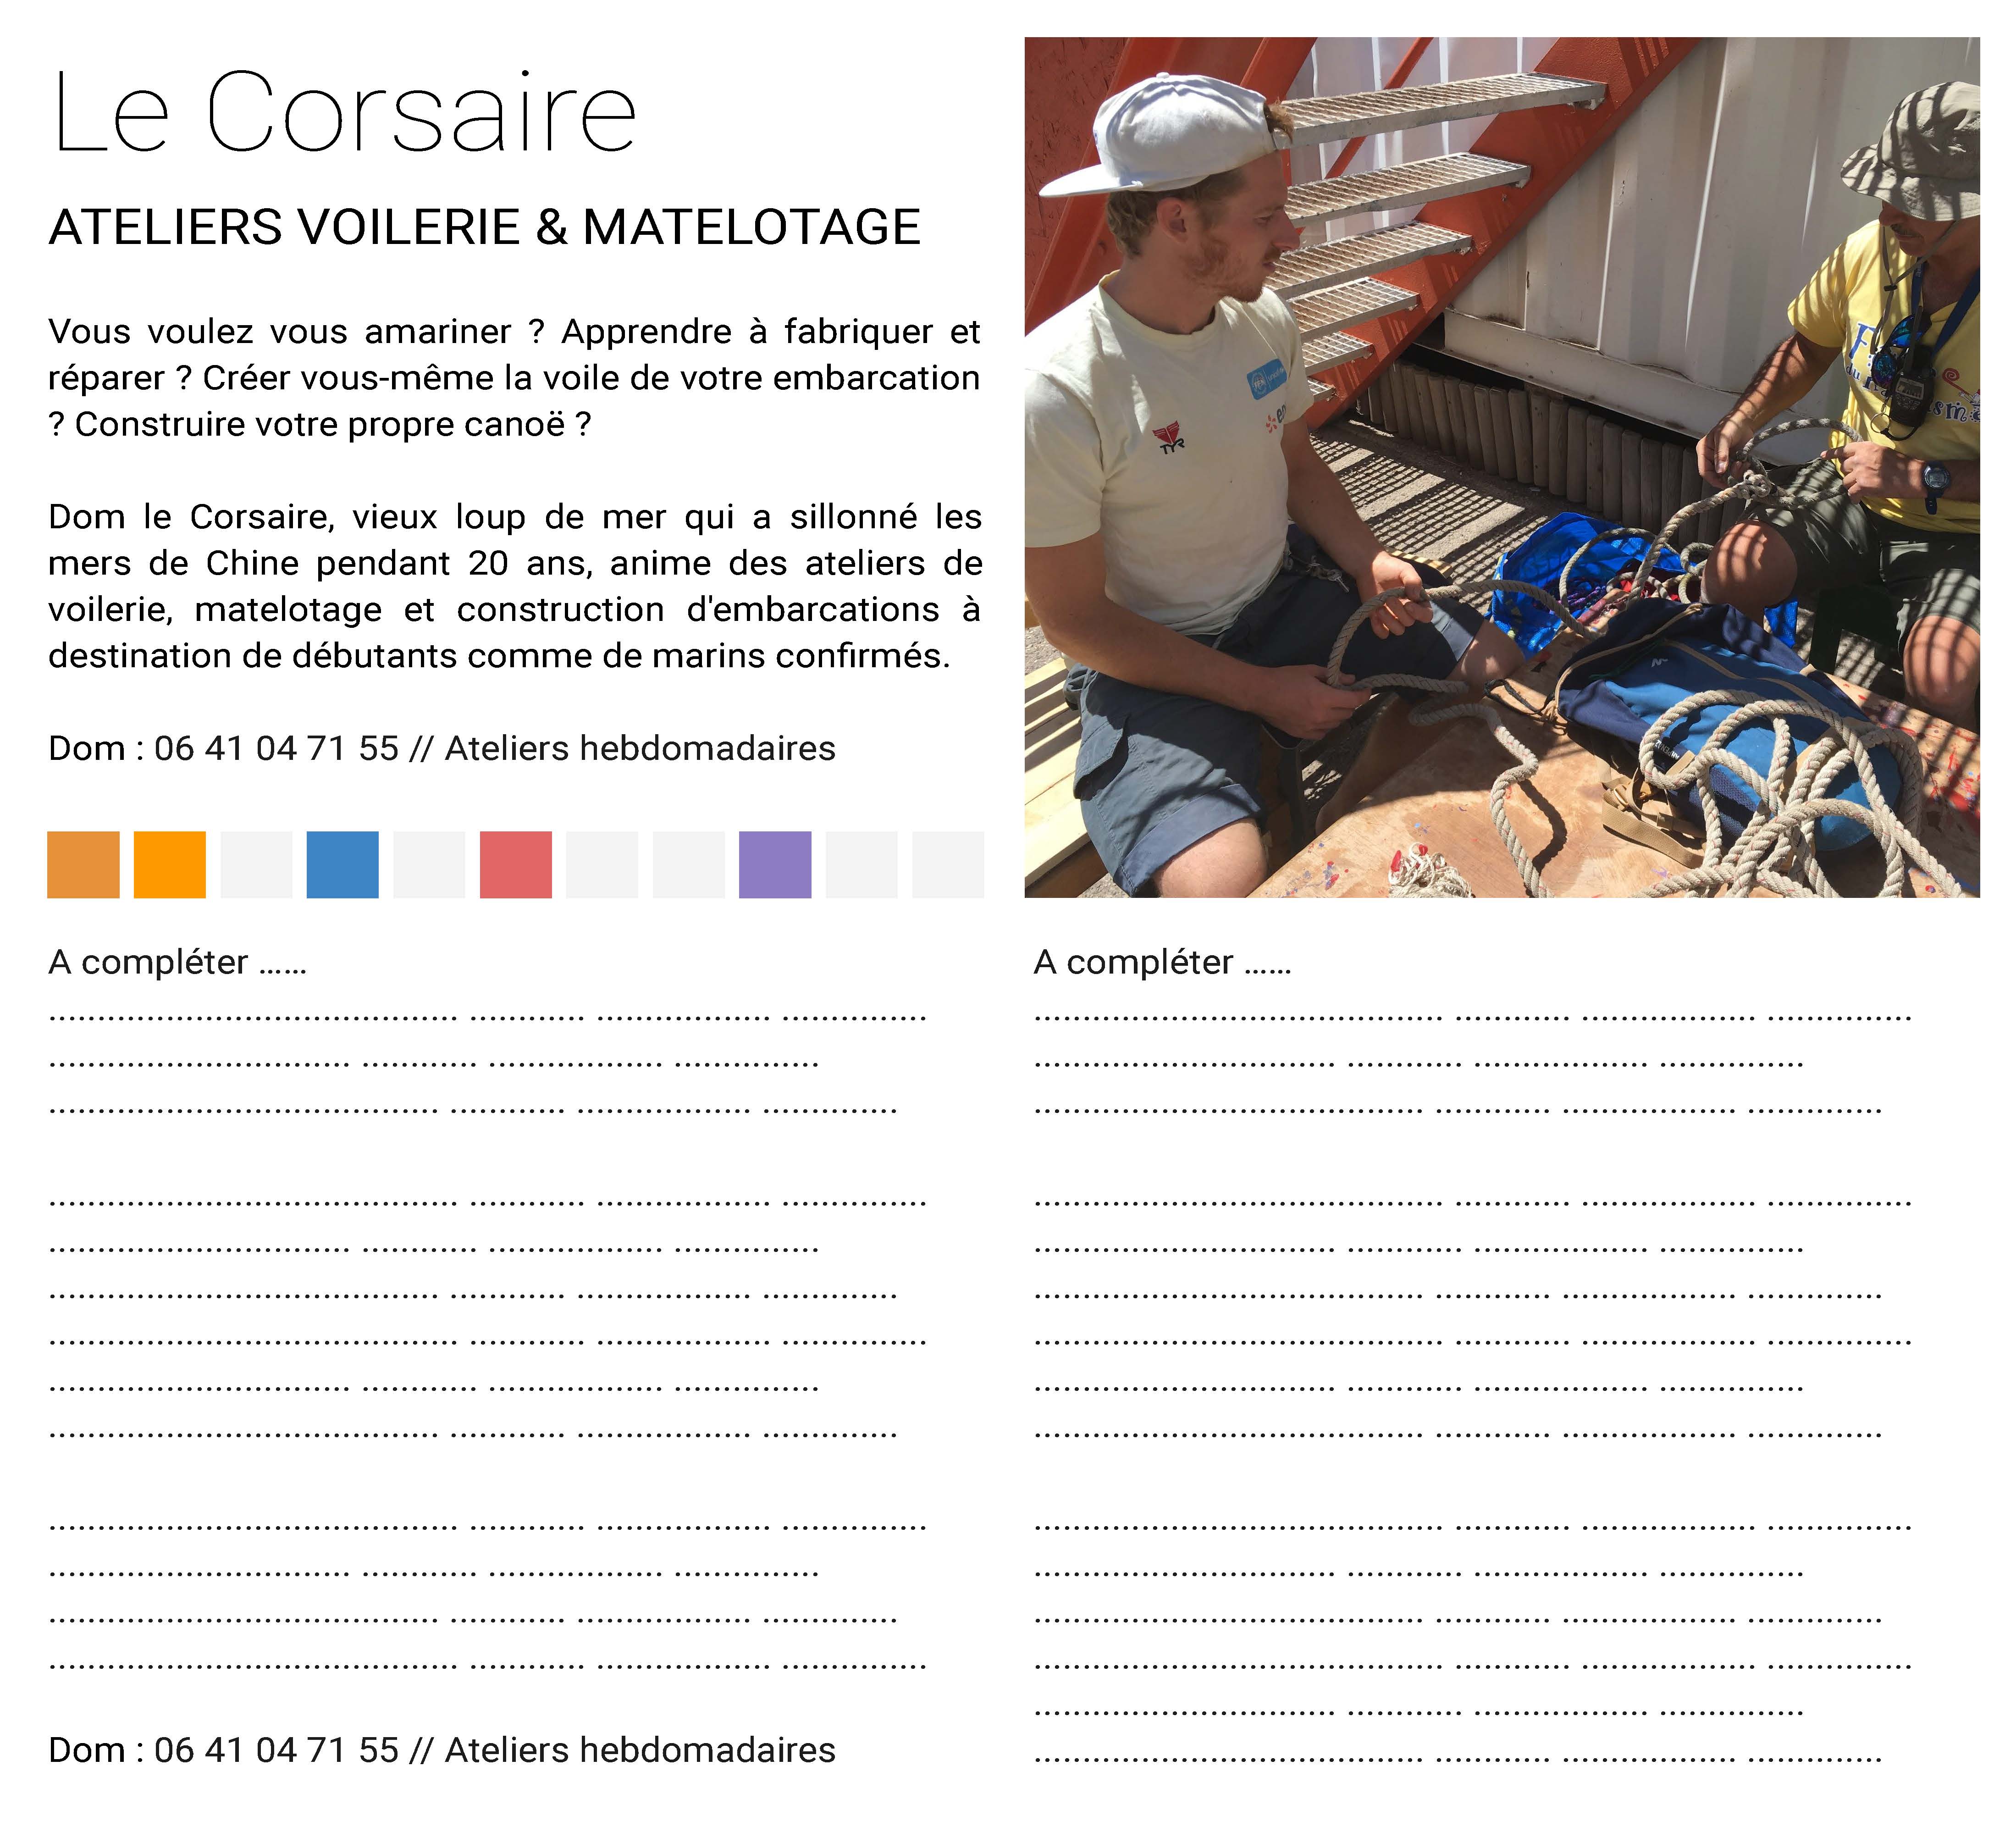 Le Corsaire
ATELIERS VOILERIE & MATELOTAGE
Vous voulez vous amariner ? Apprendre à fabriquer et
réparer ? Créer vous-même la voile de votre embarcation
? Construire votre propre canoë ?
Dom le Corsaire, vieux loup de mer qui a sillonné les
mers de Chine pendant 20 ans, anime des ateliers de
voilerie, matelotage et construction d'embarcations à
destination de débutants comme de marins confirmés.
Dom : 06 41 04 71 55 // Ateliers hebdomadaires
TYR
A compléter ......
.......................................... ............ .................. ...............
............................... ............ .................. ...............
........................................ ............ .................. ..............
.......................................... ............ .................. ...............
............................... ............ .................. ...............
........................................ ............ .................. ..............
.......................................... ............ .................. ...............
............................... ............ .................. ...............
........................................ ............ .................. ..............
.......................................... ............ .................. ...............
............................... ............ .................. ...............
........................................ ............ .................. ..............
.......................................... ............ .................. ...............
Dom : 06 41 04 71 55 // Ateliers hebdomadaires
A compléter ......
.......................................... ............ .................. ...............
............................... ............ .................. ...............
........................................ ............ .................. ..............
.......................................... ............ .................. ...............
............................... ............ .................. ...............
........................................ ............ .................. ..............
.......................................... ............ .................. ...............
............................... ............ .................. ...............
........................................ ............ .................. ..............
.......................................... ............ .................. ...............
............................... ............ .................. ...............
........................................ ............ .................. ..............
.......................................... ............ .................. ...............
............................... ............ .................. ...............
........................................ ............ .................. ..............